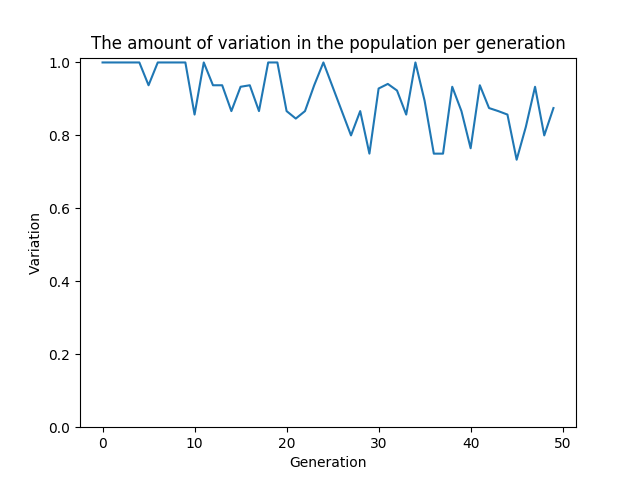 The amount of variation in the population per generation
1.0
0.8
0.6
0.4
0.2
0.0
Variation
0 10 20 30 40 50
Generation